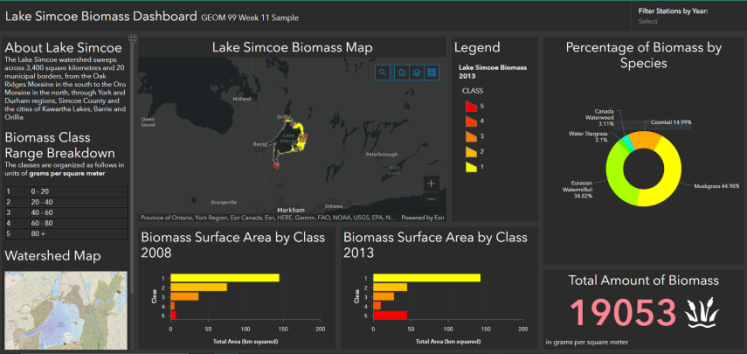 Lake Simcoe Biomass Dashboard GEOM 99 Week 11 Sample
Filter Stations by Year:
Select
About Lake Simcoe
The Lake Simcoe watershed sweeps
across 3,400 square kilometres and 20
municipal borders, from the Oak
Ridges Moraine in the south to the Oro
Moraine in the north, through York and
Durham regions, Simcoe County and
the cities of Kawartha Lakes, Barrie and
Orillia
Biomass Class
Range Breakdown
The classes are organized as follows in
units of grams per square meter
1 0 - 20
2 20 - 40
3 40 - 60
4 60 - 80
5 80 +
Watershed Map
Lake Simcoe Biomass Map
Midland
Orillia
Owen
Sound
Barrie
Lake
Simcoe
Peterborough
Orangeville
Oshawa
Markham
+
−
Province of Ontario, York Region, Esri Canada, Esri, HERE, Garmin, FAO, NOAA, USGS, EPA, N...
Powered by Esri
Legend
Lake Simcoe Biomass
2013
CLASS
5
4
3
2
1
Biomass Surface Area by Class
2008
Class
1
2
3
4
5
0 50 100 150 200
Total Area (km squared)
Biomass Surface Area by Class
2013
Class
1
2
3
4
5
0 50 100 150 200
Total Area (km squared)
Percentage of Biomass by
Species
Canada
Waterweed
3.11%
Coontail 14.99%
Water Stargrass
2.1%
Eurasian
Watermilfoil
34.82%
Muskgrass 44.98%
Total Amount of Biomass
19053
in grams per square meter